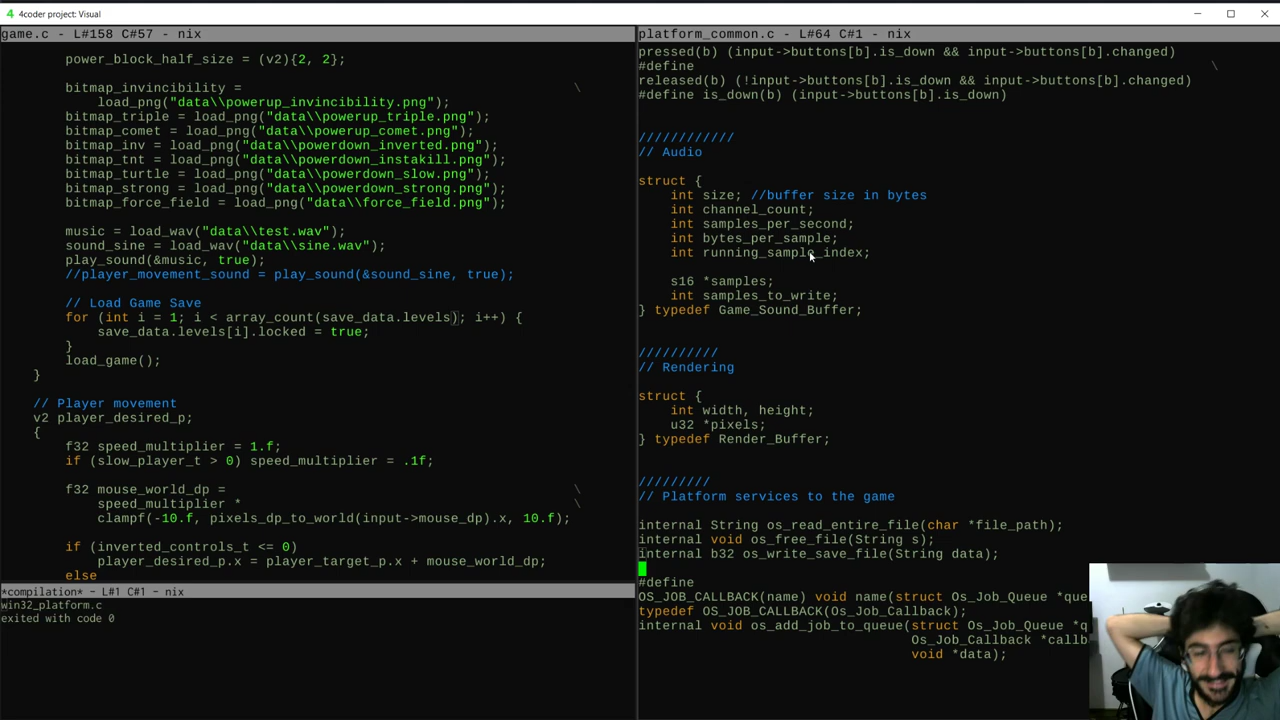 4 4coder project: Visual
game.c - L#158 C#57 - nix
power_block_half_size = (v2){2, 2};
bitmap_invincibility = \
load_png("data\\powerup_invincibility.png");
bitmap_triple = load_png("data\\powerup_triple.png");
bitmap_comet = load_png("data\\powerup_comet.png");
bitmap_inv = load_png("data\\powerdown_inverted.png");
bitmap_tnt = load_png("data\\powerdown_instakill.png");
bitmap_turtle = load_png("data\\powerdown_slow.png");
bitmap_strong = load_png("data\\powerdown_strong.png");
bitmap_force_field = load_png("data\\force_field.png");
music = load_wav("data\\test.wav");
sound_sine = load_wav("data\\sine.wav");
play_sound(&music, true);
//player_movement_sound = play_sound(&sound_sine, true);
// Load Game Save
for (int i = 1; i < array_count(save_data.levels); i++) {
save_data.levels[i].locked = true;
}
load_game();
}
// Player movement
v2 player_desired_p;
{
f32 speed_multiplier = 1.f;
if (slow_player_t > 0) speed_multiplier = .1f;
f32 mouse_world_dp = \
speed_multiplier * \
clampf(-10.f, pixels_dp_to_world(input->mouse_dp).x, 10.f);
if (inverted_controls_t <= 0)
player_desired_p.x = player_target_p.x + mouse_world_dp;
else
*compilation* - L#1 C#1 - nix
win32_platform.c
exited with code 0
platform_common.c - L#64 C#1 - nix
pressed(b) (input->buttons[b].is_down && input->buttons[b].changed)
#define \
released(b) (!input->buttons[b].is_down && input->buttons[b].changed)
#define is_down(b) (input->buttons[b].is_down)
////////////
// Audio
struct {
int size; //buffer size in bytes
int channel_count;
int samples_per_second;
int bytes_per_sample;
int running_sample_index;
s16 *samples;
int samples_to_write;
} typedef Game_Sound_Buffer;
//////////
// Rendering
struct {
int width, height;
u32 *pixels;
} typedef Render_Buffer;
/////////
// Platform services to the game
internal String os_read_entire_file(char *file_path);
internal void os_free_file(String s);
internal b32 os_write_save_file(String data);
#define
OS_JOB_CALLBACK(name) void name(struct Os_Job_Queue *que
typedef OS_JOB_CALLBACK(Os_Job_Callback);
internal void os_add_job_to_queue(struct Os_Job_Queue *q
Os_Job_Callback *callb
void *data);